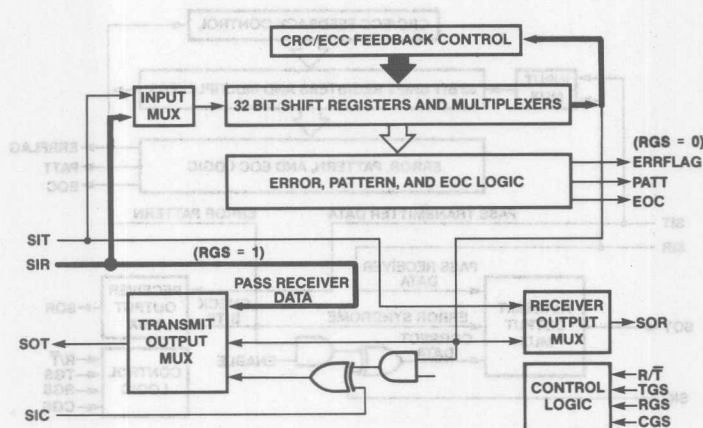 CRC/ECC FEEDBACK CONTROL
INPUT
MUX
32 BIT SHIFT REGISTERS AND MULTIPLEXERS
(RGS = 0)
ERRFLAG
PATT
EOC
ERROR, PATTERN, AND EOC LOGIC
SIT
SIR
(RGS = 1)
PASS RECEIVER
DATA
TRANSMIT
OUTPUT
MUX
SOT
SIC
RECEIVER
OUTPUT
MUX
SOR
CONTROL
LOGIC
R/T̅
TGS
RGS
CGS